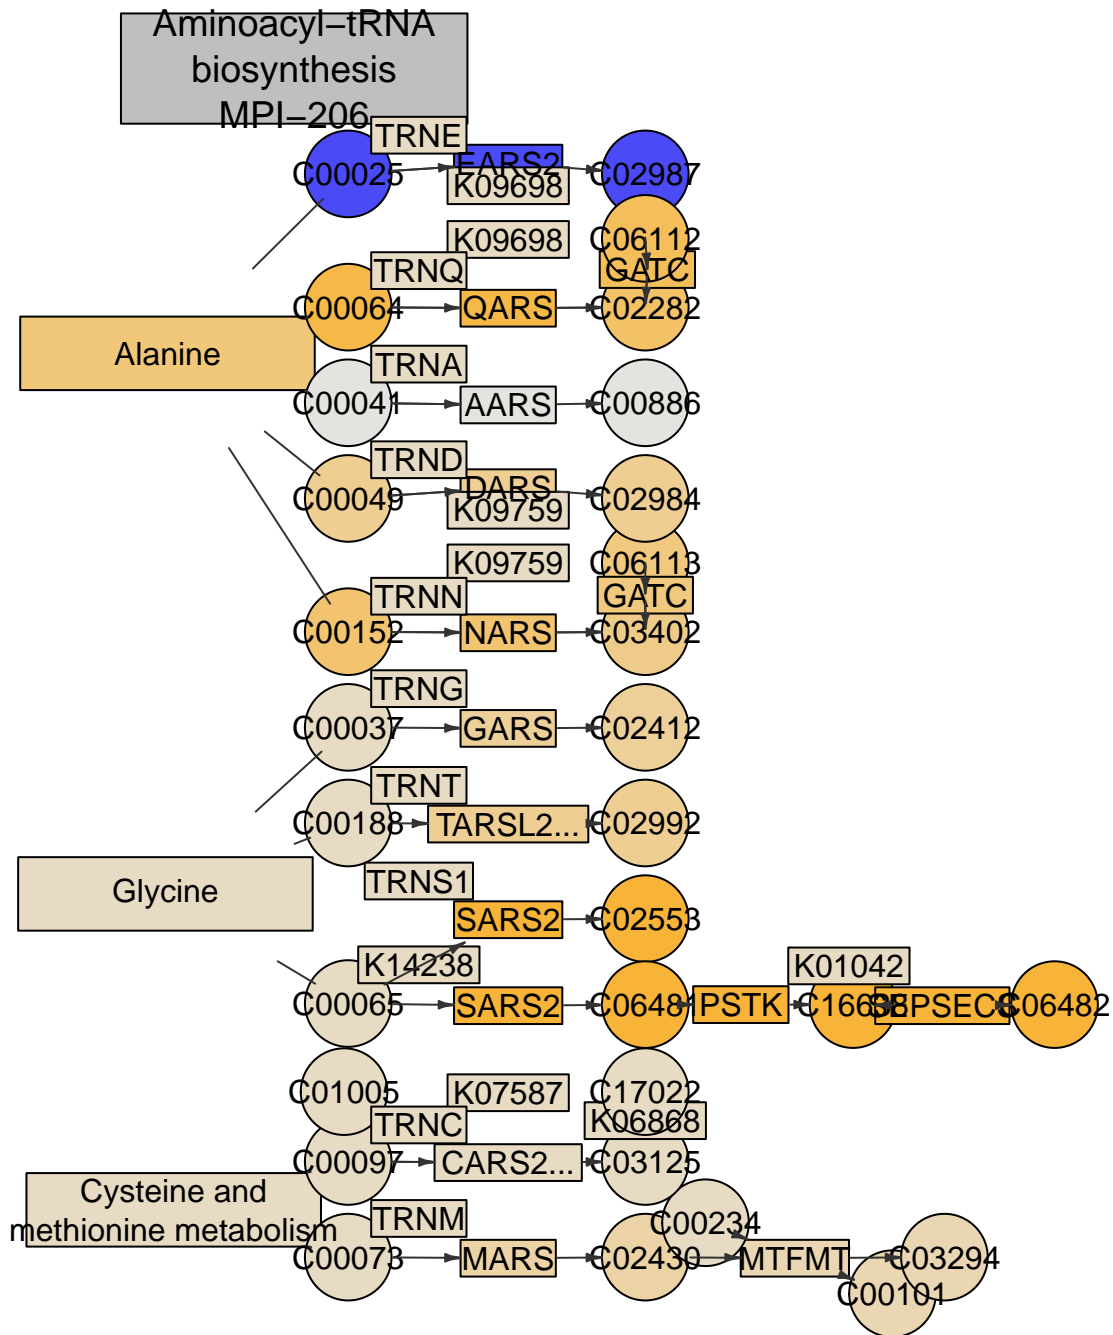 Aminoacyl−tRNA
biosynthesis
MPI−206
TRNE
C00025
EARS2
C02987
K09698
K09698
C06112
TRNQ
GATC
C00064
QARS
C02282
Alanine
TRNA
C00041
AARS
C00886
TRND
C00049
DARS
C02984
K09759
K09759
C06113
TRNN
GATC
C00152
NARS
C03402
TRNG
C00037
GARS
C02412
TRNT
C00188
TARSL2...
C02992
Glycine
TRNS1
SARS2
C02553
K14238
K01042
C00065
SARS2
C06481
PSTK
SEPSECS
C06482
C01005
K07587
C17022
TRNC
K06868
C00097
CARS2...
C03125
Cysteine and
methionine metabolism
TRNM
C00234
C00073
MARS
C02430
MTFMT
C03294
C00101